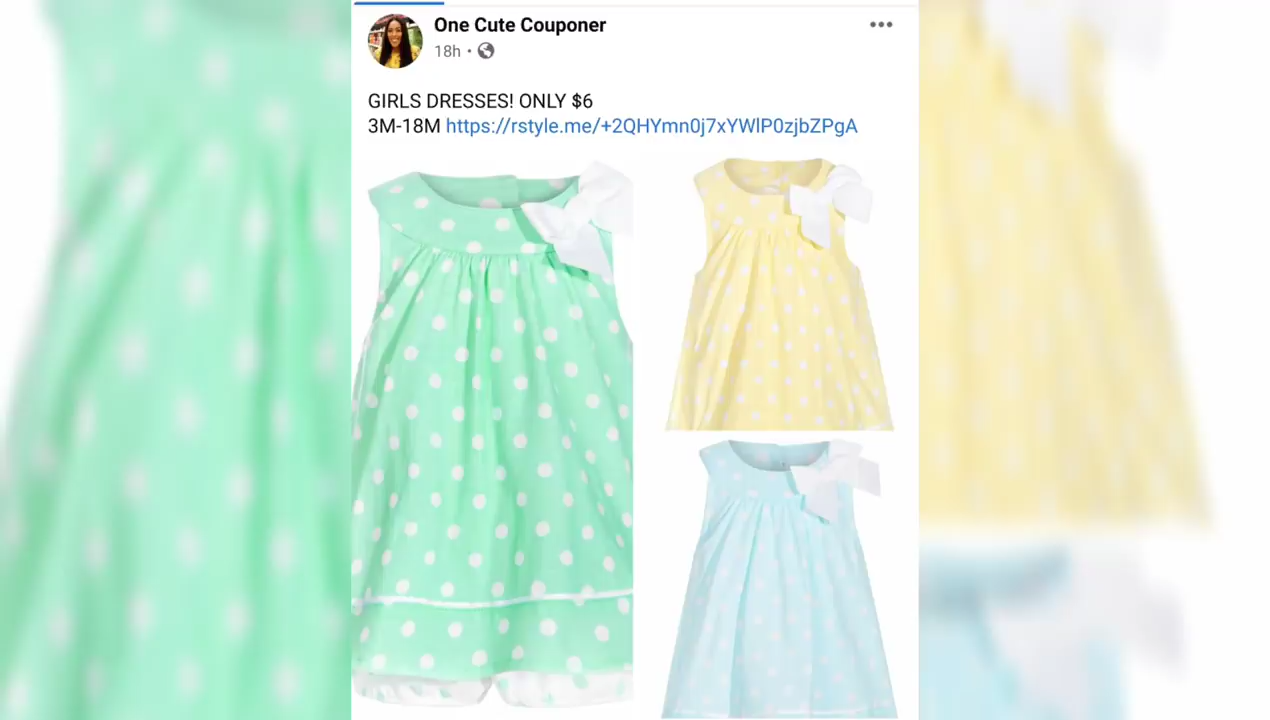 One Cute Couponer
18h •
GIRLS DRESSES! ONLY $6
3M-18M https://rstyle.me/+2QHYmn0j7xYWlP0zjbZPgA